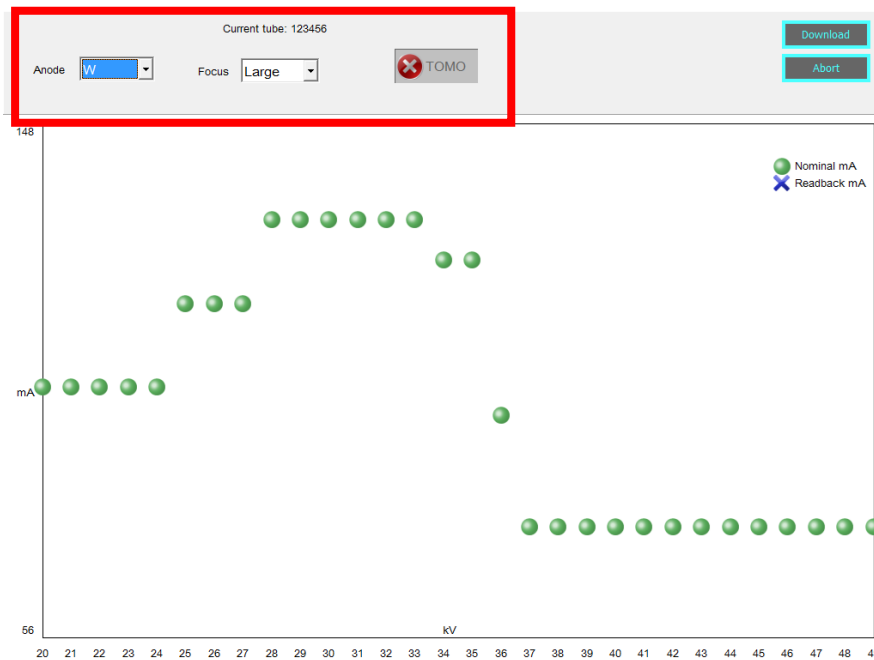 Current tube: 123456
Download
Anode W Focus Large TOMO
Abort
148
Nominal mA
Readback mA
mA
56
kV
20 21 22 23 24 25 26 27 28 29 30 31 32 33 34 35 36 37 38 39 40 41 42 43 44 45 46 47 48